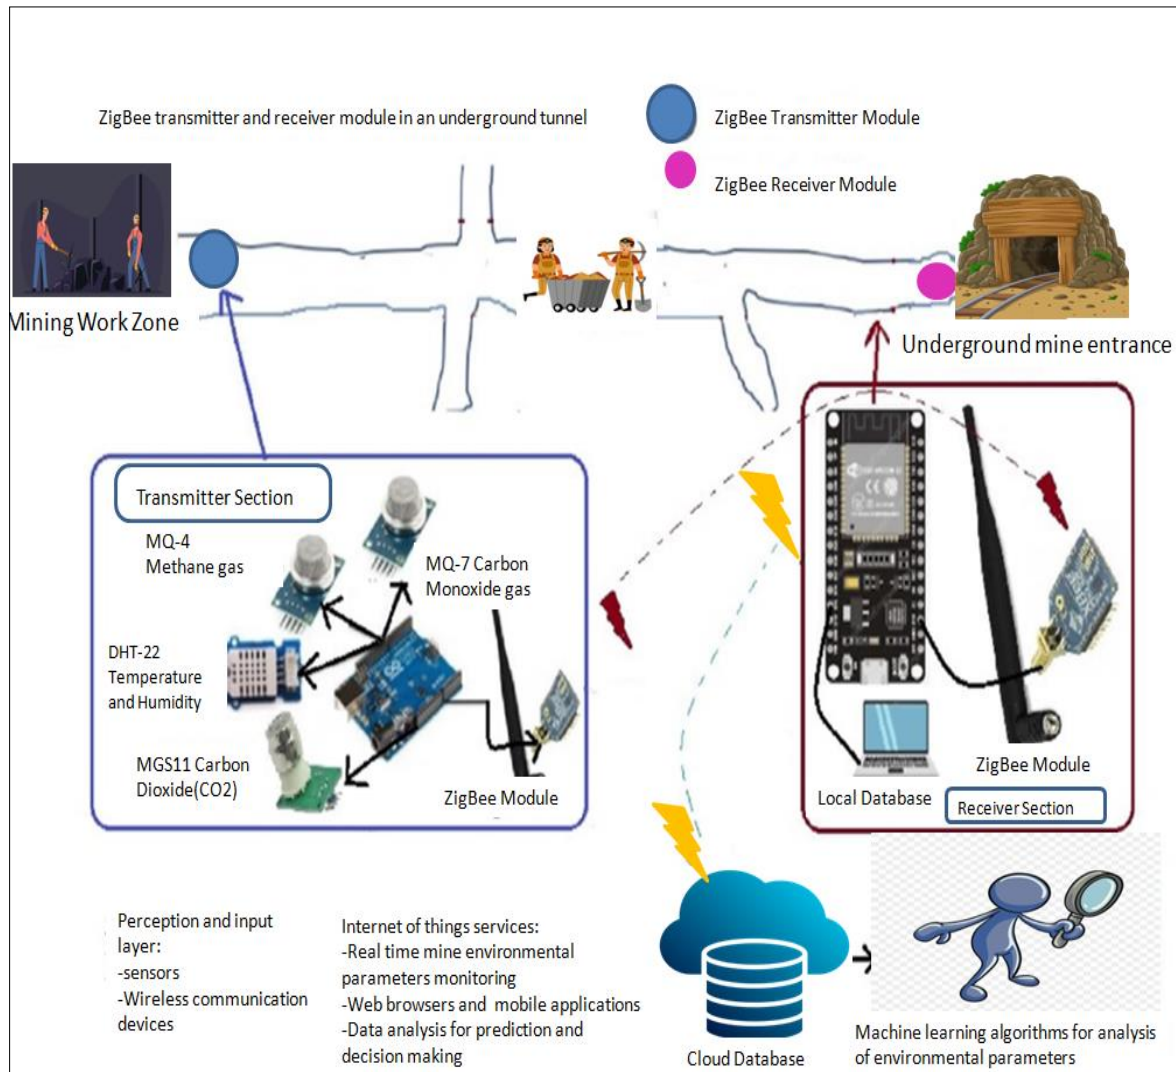 ZigBee transmitter and receiver module in an underground tunnel
ZigBee Transmitter Module
ZigBee Receiver Module
Mining Work Zone
Underground mine entrance
Transmitter Section
MQ-4
Methane gas
MQ-7 Carbon
Monoxide gas
DHT-22
Temperature
and Humidity
MGS11 Carbon
Dioxide(CO2)
ZigBee Module
ZigBee Module
Local Database
Receiver Section
Perception and input
layer:
-sensors
-Wireless communication
devices
Internet of things services:
-Real time mine environmental
parameters monitoring
-Web browsers and mobile applications
-Data analysis for prediction and
decision making
Cloud Database
Machine learning algorithms for analysis
of environmental parameters